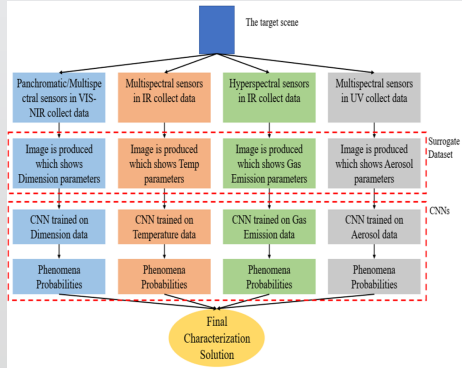 The target scene
Panchromatic/Multispe
ctral sensors in VIS-
NIR collect data
Multispectral sensors
in IR collect data
Hyperspectral sensors
in IR collect data
Multispectral sensors
in UV collect data
Surrogate
Dataset
Image is produced
which shows
Dimension parameters
Image is produced
which shows Temp
parameters
Image is produced
which shows Gas
Emission parameters
Image is produced
which shows Aerosol
parameters
CNNs
CNN trained on
Dimension data
CNN trained on
Temperature data
CNN trained on Gas
Emission data
CNN trained on
Aerosol data
Phenomena
Probabilities
Phenomena
Probabilities
Phenomena
Probabilities
Phenomena
Probabilities
Final
Characterization
Solution